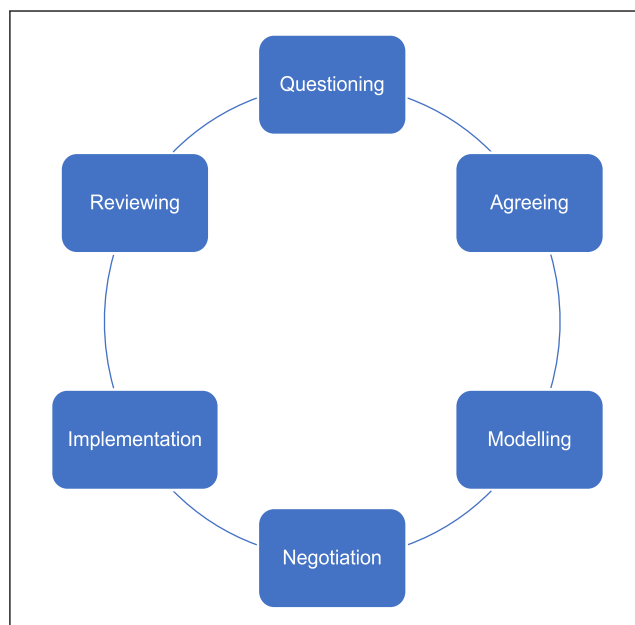 Questioning
Agreeing
Modelling
Negotiation
Implementation
Reviewing